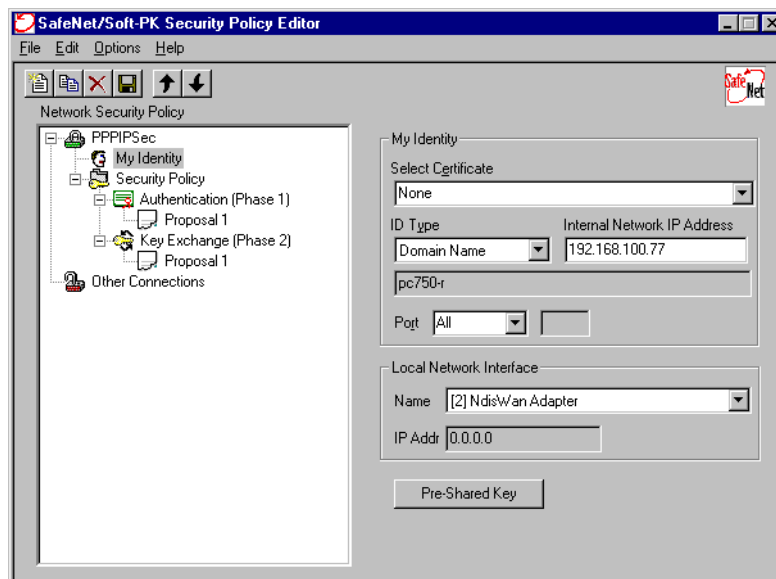 SafeNet/Soft-PK Security Policy Editor
File Edit Options Help
Safe Net
Network Security Policy
PPPIPSec
My Identity
Security Policy
Authentication (Phase 1)
Proposal 1
Key Exchange (Phase 2)
Proposal 1
Other Connections
My Identity
Select Certificate
None
ID Type Internal Network IP Address
Domain Name 192.168.100.77
pc750-r
Port All
Local Network Interface
Name [2] NdisWan Adapter
IP Addr 0.0.0.0
Pre-Shared Key